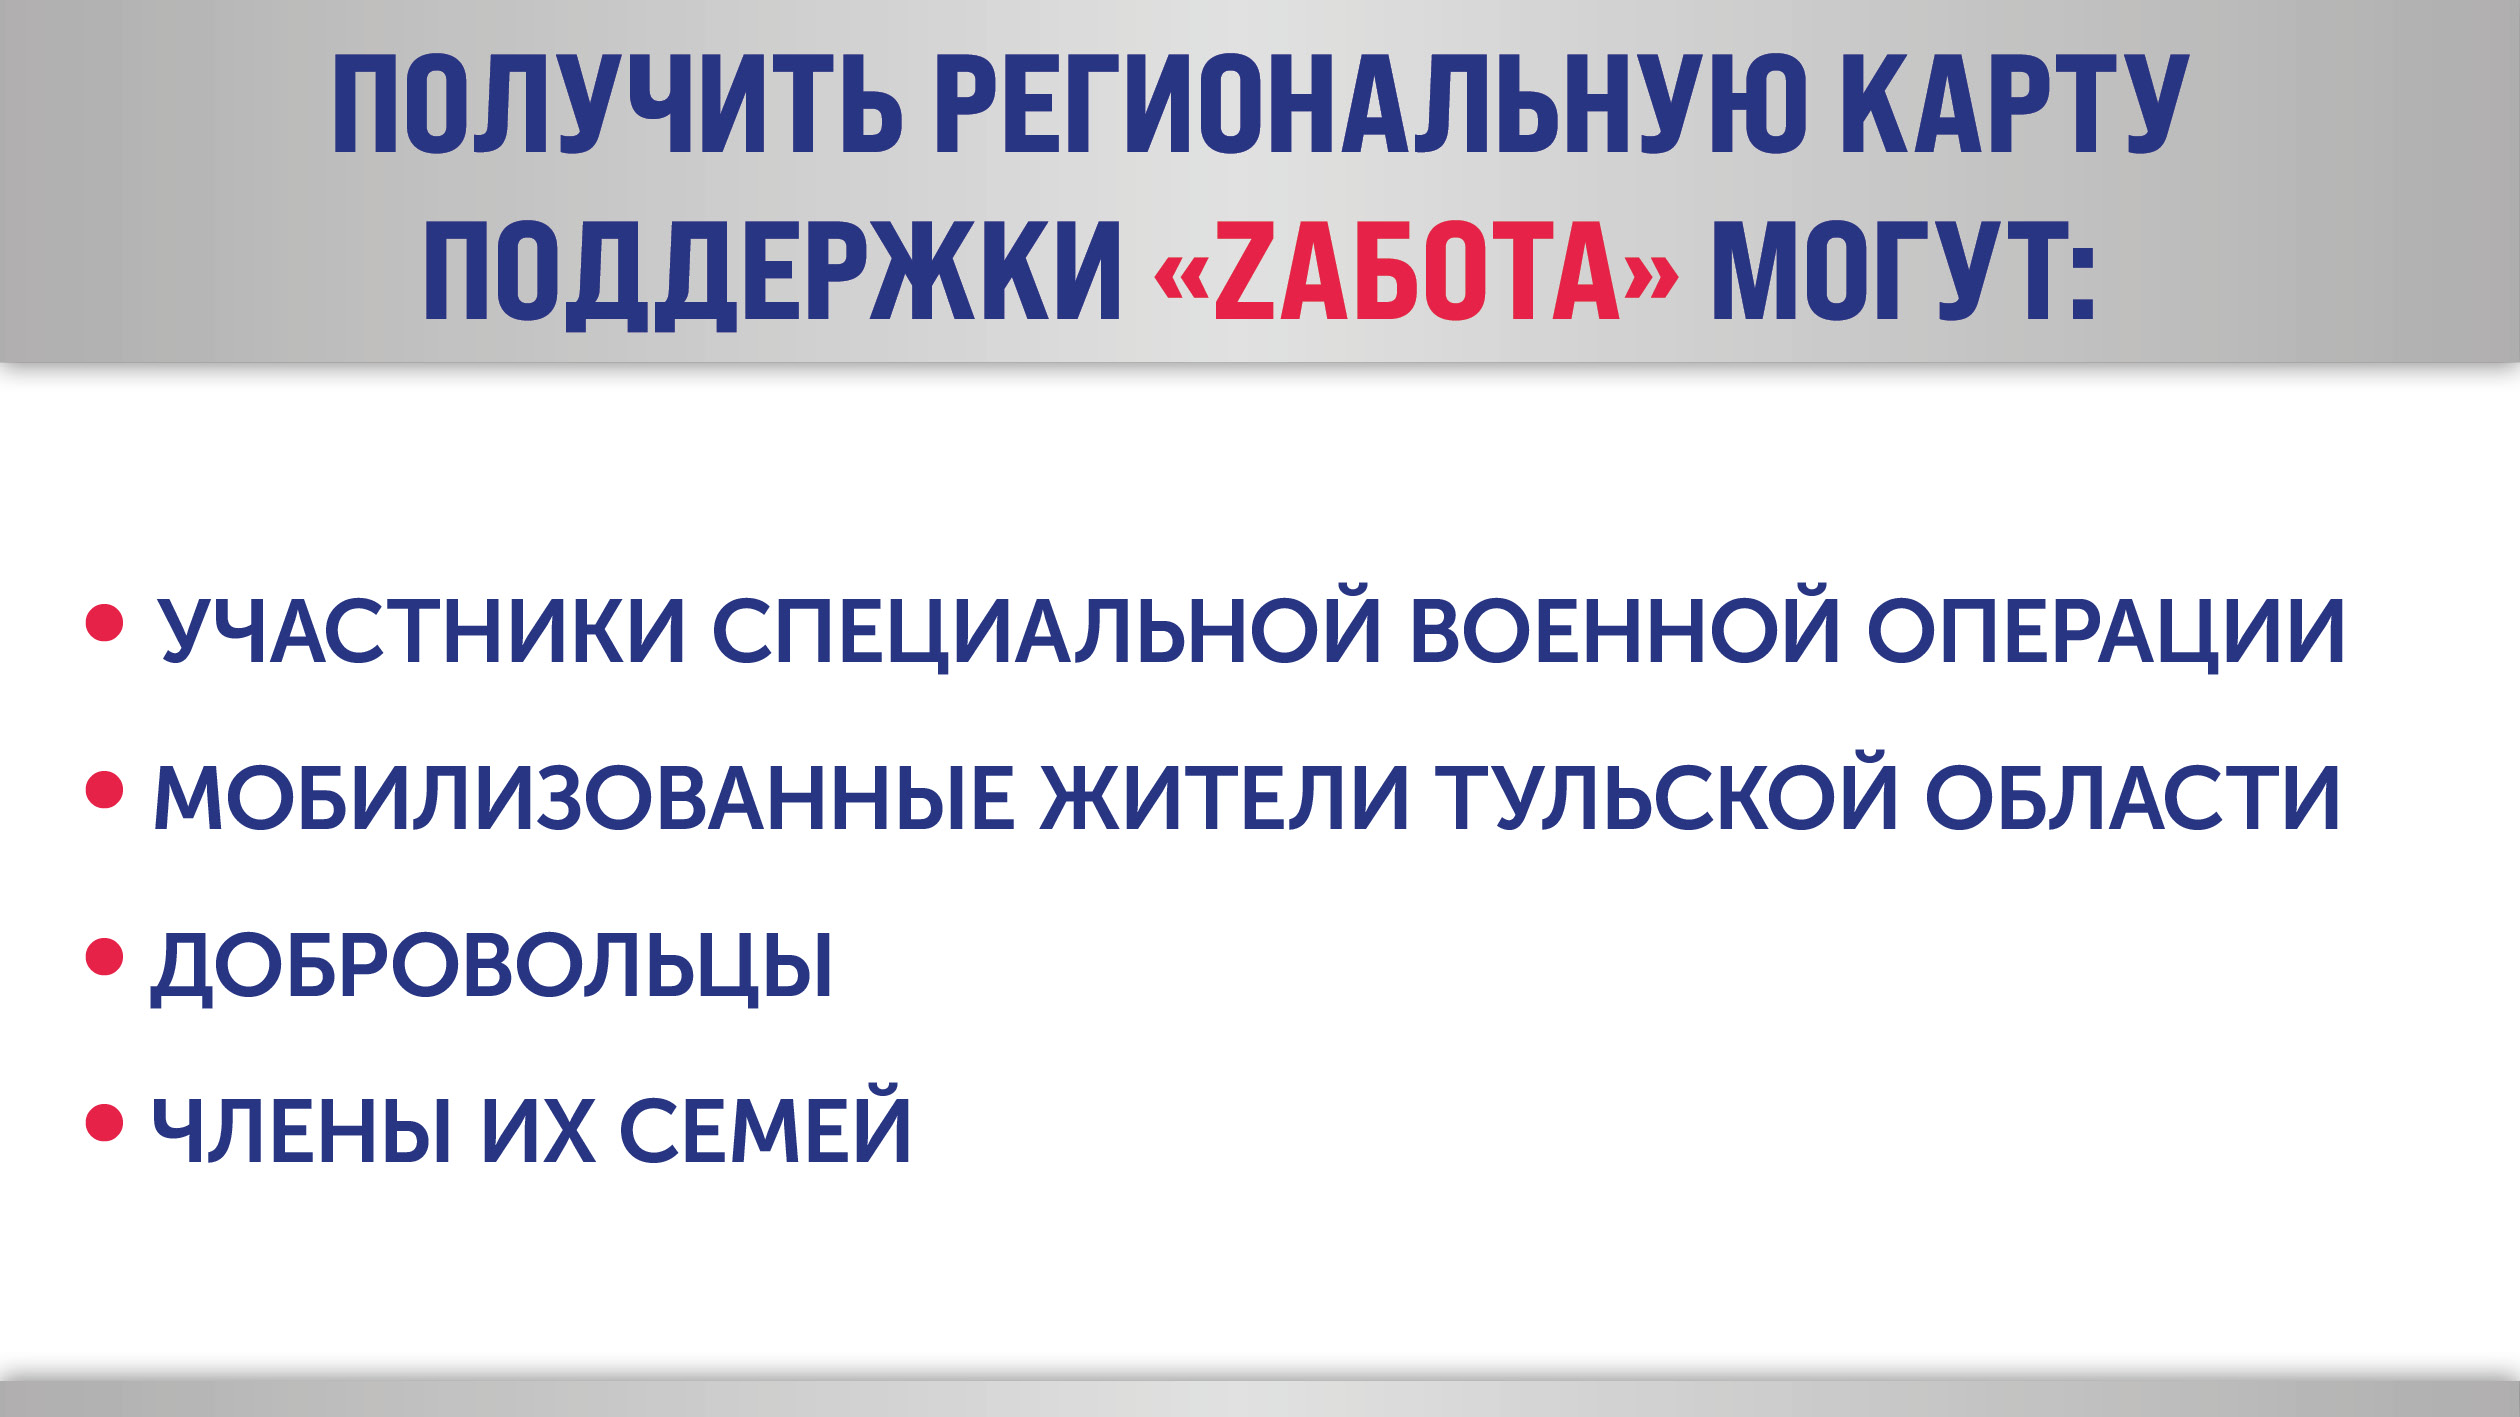 ПОЛУЧИТЬ РЕГИОНАЛЬНУЮ КАРТУ
ПОДДЕРЖКИ «ZАБОТА» МОГУТ:
• УЧАСТНИКИ СПЕЦИАЛЬНОЙ ВОЕННОЙ ОПЕРАЦИИ
• МОБИЛИЗОВАННЫЕ ЖИТЕЛИ ТУЛЬСКОЙ ОБЛАСТИ
• ДОБРОВОЛЬЦЫ
• ЧЛЕНЫ ИХ СЕМЕЙ